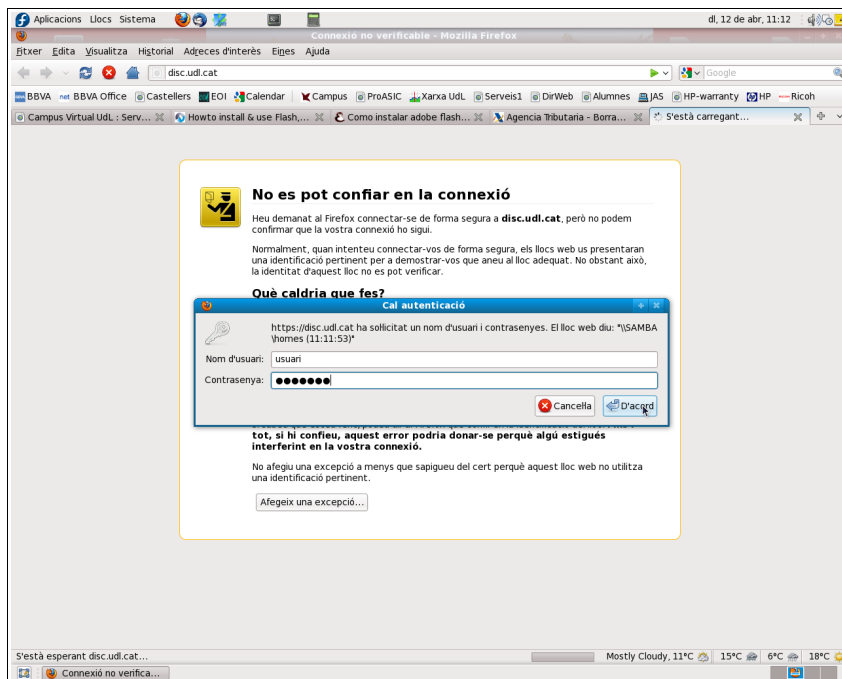 Aplicacions Llocs Sistema
dl, 12 de abr, 11:12
Connexió no verificable - Mozilla Firefox
Fitxer Edita Visualitza Historial Adreces d'interès Eines Ajuda
disc.udl.cat
Google
BBVA BBVA Office Castellers EOI Calendar Campus ProASIC Xarxa UdL Serveis1 DirWeb Alumnes JAS HP-warranty HP Ricoh
Campus Virtual UdL : Serv... Howto install & use Flash,... Como instalar adobe flash... Agencia Tributaria - Borra... S'està carregant...
No es pot confiar en la connexió
Heu demanat al Firefox connectar-se de forma segura a disc.udl.cat, però no podem
confirmar que la vostra connexió ho sigui.
Normalment, quan intenteu connectar-vos de forma segura, els llocs web us presentaran
una identificació pertinent per a demostrar-vos que aneu al lloc adequat. No obstant això,
la identitat d'aquest lloc no es pot verificar.
Què caldria que fes?
Cal autenticació
https://disc.udl.cat ha sol·licitat un nom d'usuari i contrasenyes. El lloc web diu: "\\SAMBA
\homes (11:11:53)"
Nom d'usuari: usuari
Contrasenya: ●●●●●●●
Cancel·la D'acord
tot, si hi confieu, aquest error podria donar-se perquè algú estigués
interferint en la vostra connexió.
No afegiu una excepció a menys que sapigueu del cert perquè aquest lloc web no utilitza
una identificació pertinent.
Afegeix una excepció...
S'està esperant disc.udl.cat...
Mostly Cloudy, 11°C 15°C 6°C 18°C
Connexió no verifica...